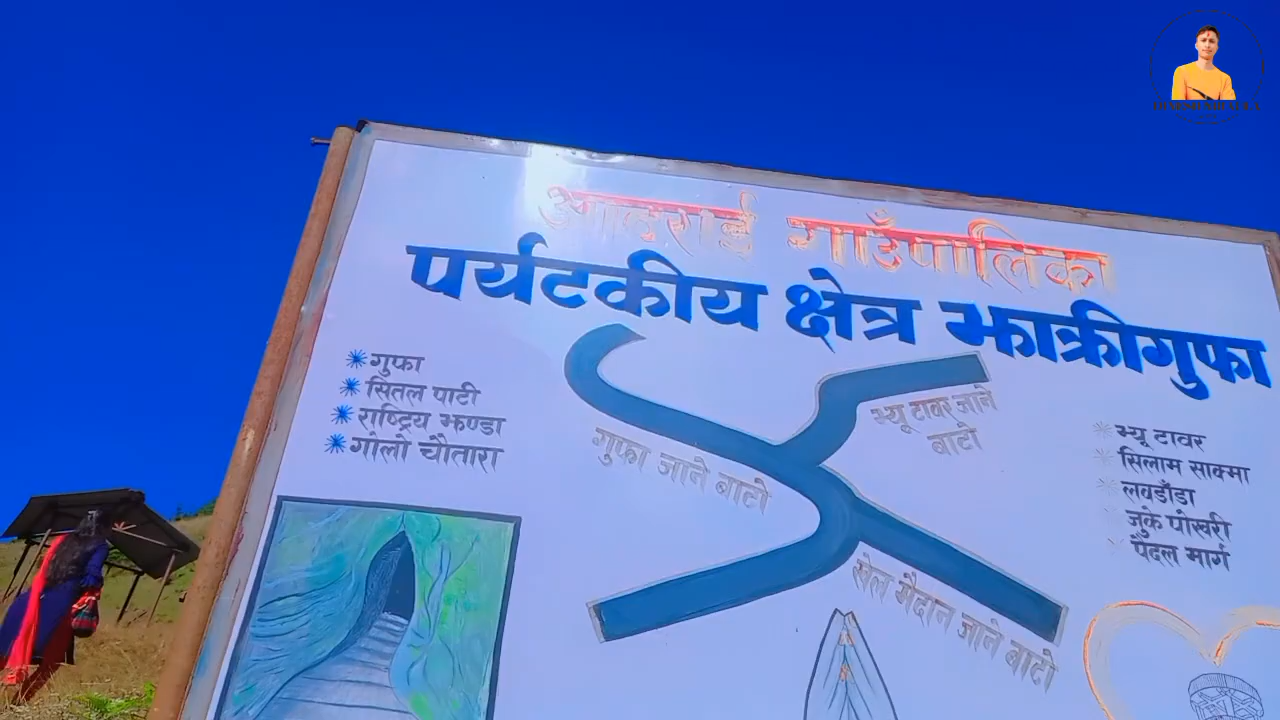 आठराई गाउँपालिका
पर्यटकीय क्षेत्र झाक्रीगुफा
गुफा
सितल पाटी
राष्ट्रिय झण्डा
गोलो चौतारा
गुफा जाने बाटो
भ्यू टावर जाने
बाटो
खेल मैदान जाने बाटो
भ्यू टावर
सिलाम साक्मा
लवडाँडा
जुके पोखरी
पैदल मार्ग